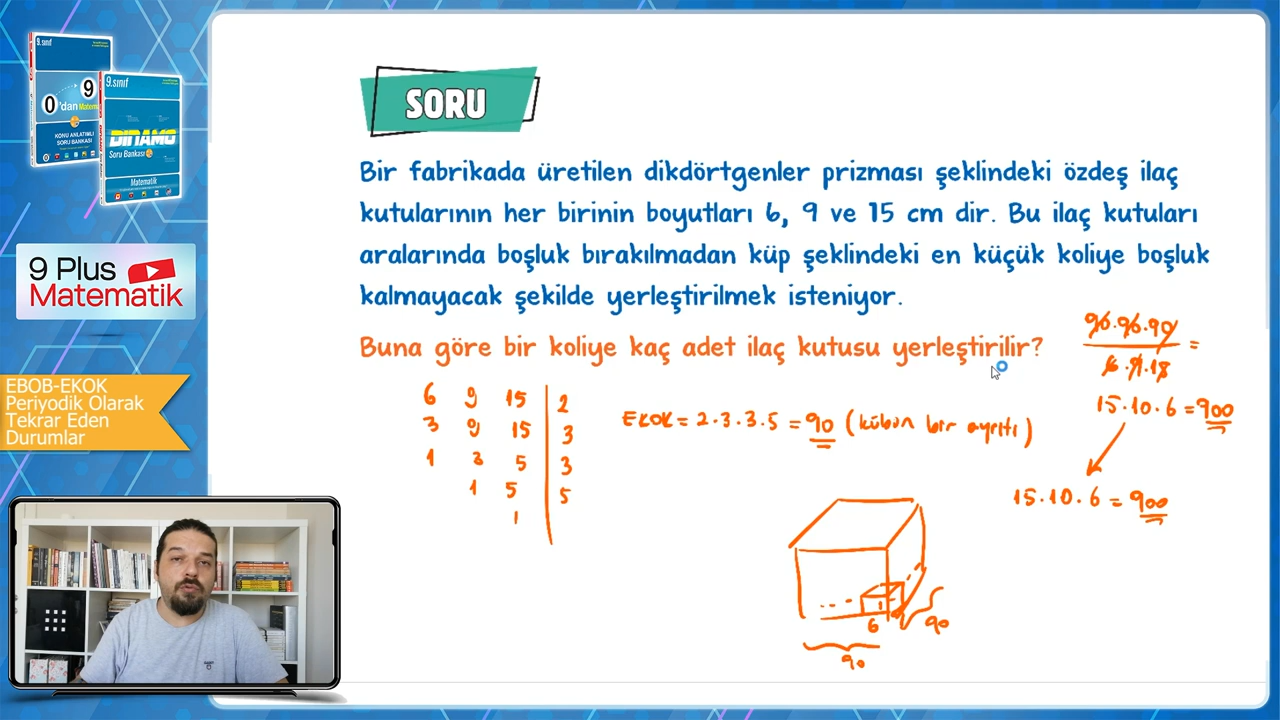 9.sınıf
0'dan 9
Matematik
KONU ANLATIMLI
SORU BANKASI
9.sınıf
DİNAMO
Soru Bankası
Matematik
9 Plus
Matematik
EBOB-EKOK
Periyodik Olarak
Tekrar Eden
Durumlar
SORU
Bir fabrikada üretilen dikdörtgenler prizması şeklindeki özdeş ilaç
kutularının her birinin boyutları 6, 9 ve 15 cm dir. Bu ilaç kutuları
aralarında boşluk bırakılmadan küp şeklindeki en küçük koliye boşluk
kalmayacak şekilde yerleştirilmek isteniyor.
Buna göre bir koliye kaç adet ilaç kutusu yerleştirilir?
6 9 15 2
3 9 15 3
1 3 5 3
1 5 5
1
EKOK = 2.3.3.5 = 90 (kübün bir ayrıtı)
90.90.90
6.9.15 =
15.10.6 = 900
15.10.6 = 900
6
90
90